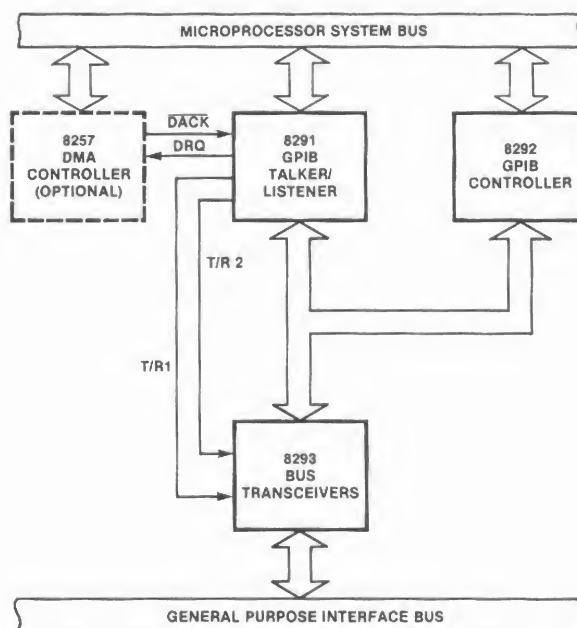 MICROPROCESSOR SYSTEM BUS
8257
DMA
CONTROLLER
(OPTIONAL)
DACK
DRQ
8291
GPIB
TALKER/
LISTENER
8292
GPIB
CONTROLLER
T/R 2
T/R1
8293
BUS
TRANSCEIVERS
GENERAL PURPOSE INTERFACE BUS